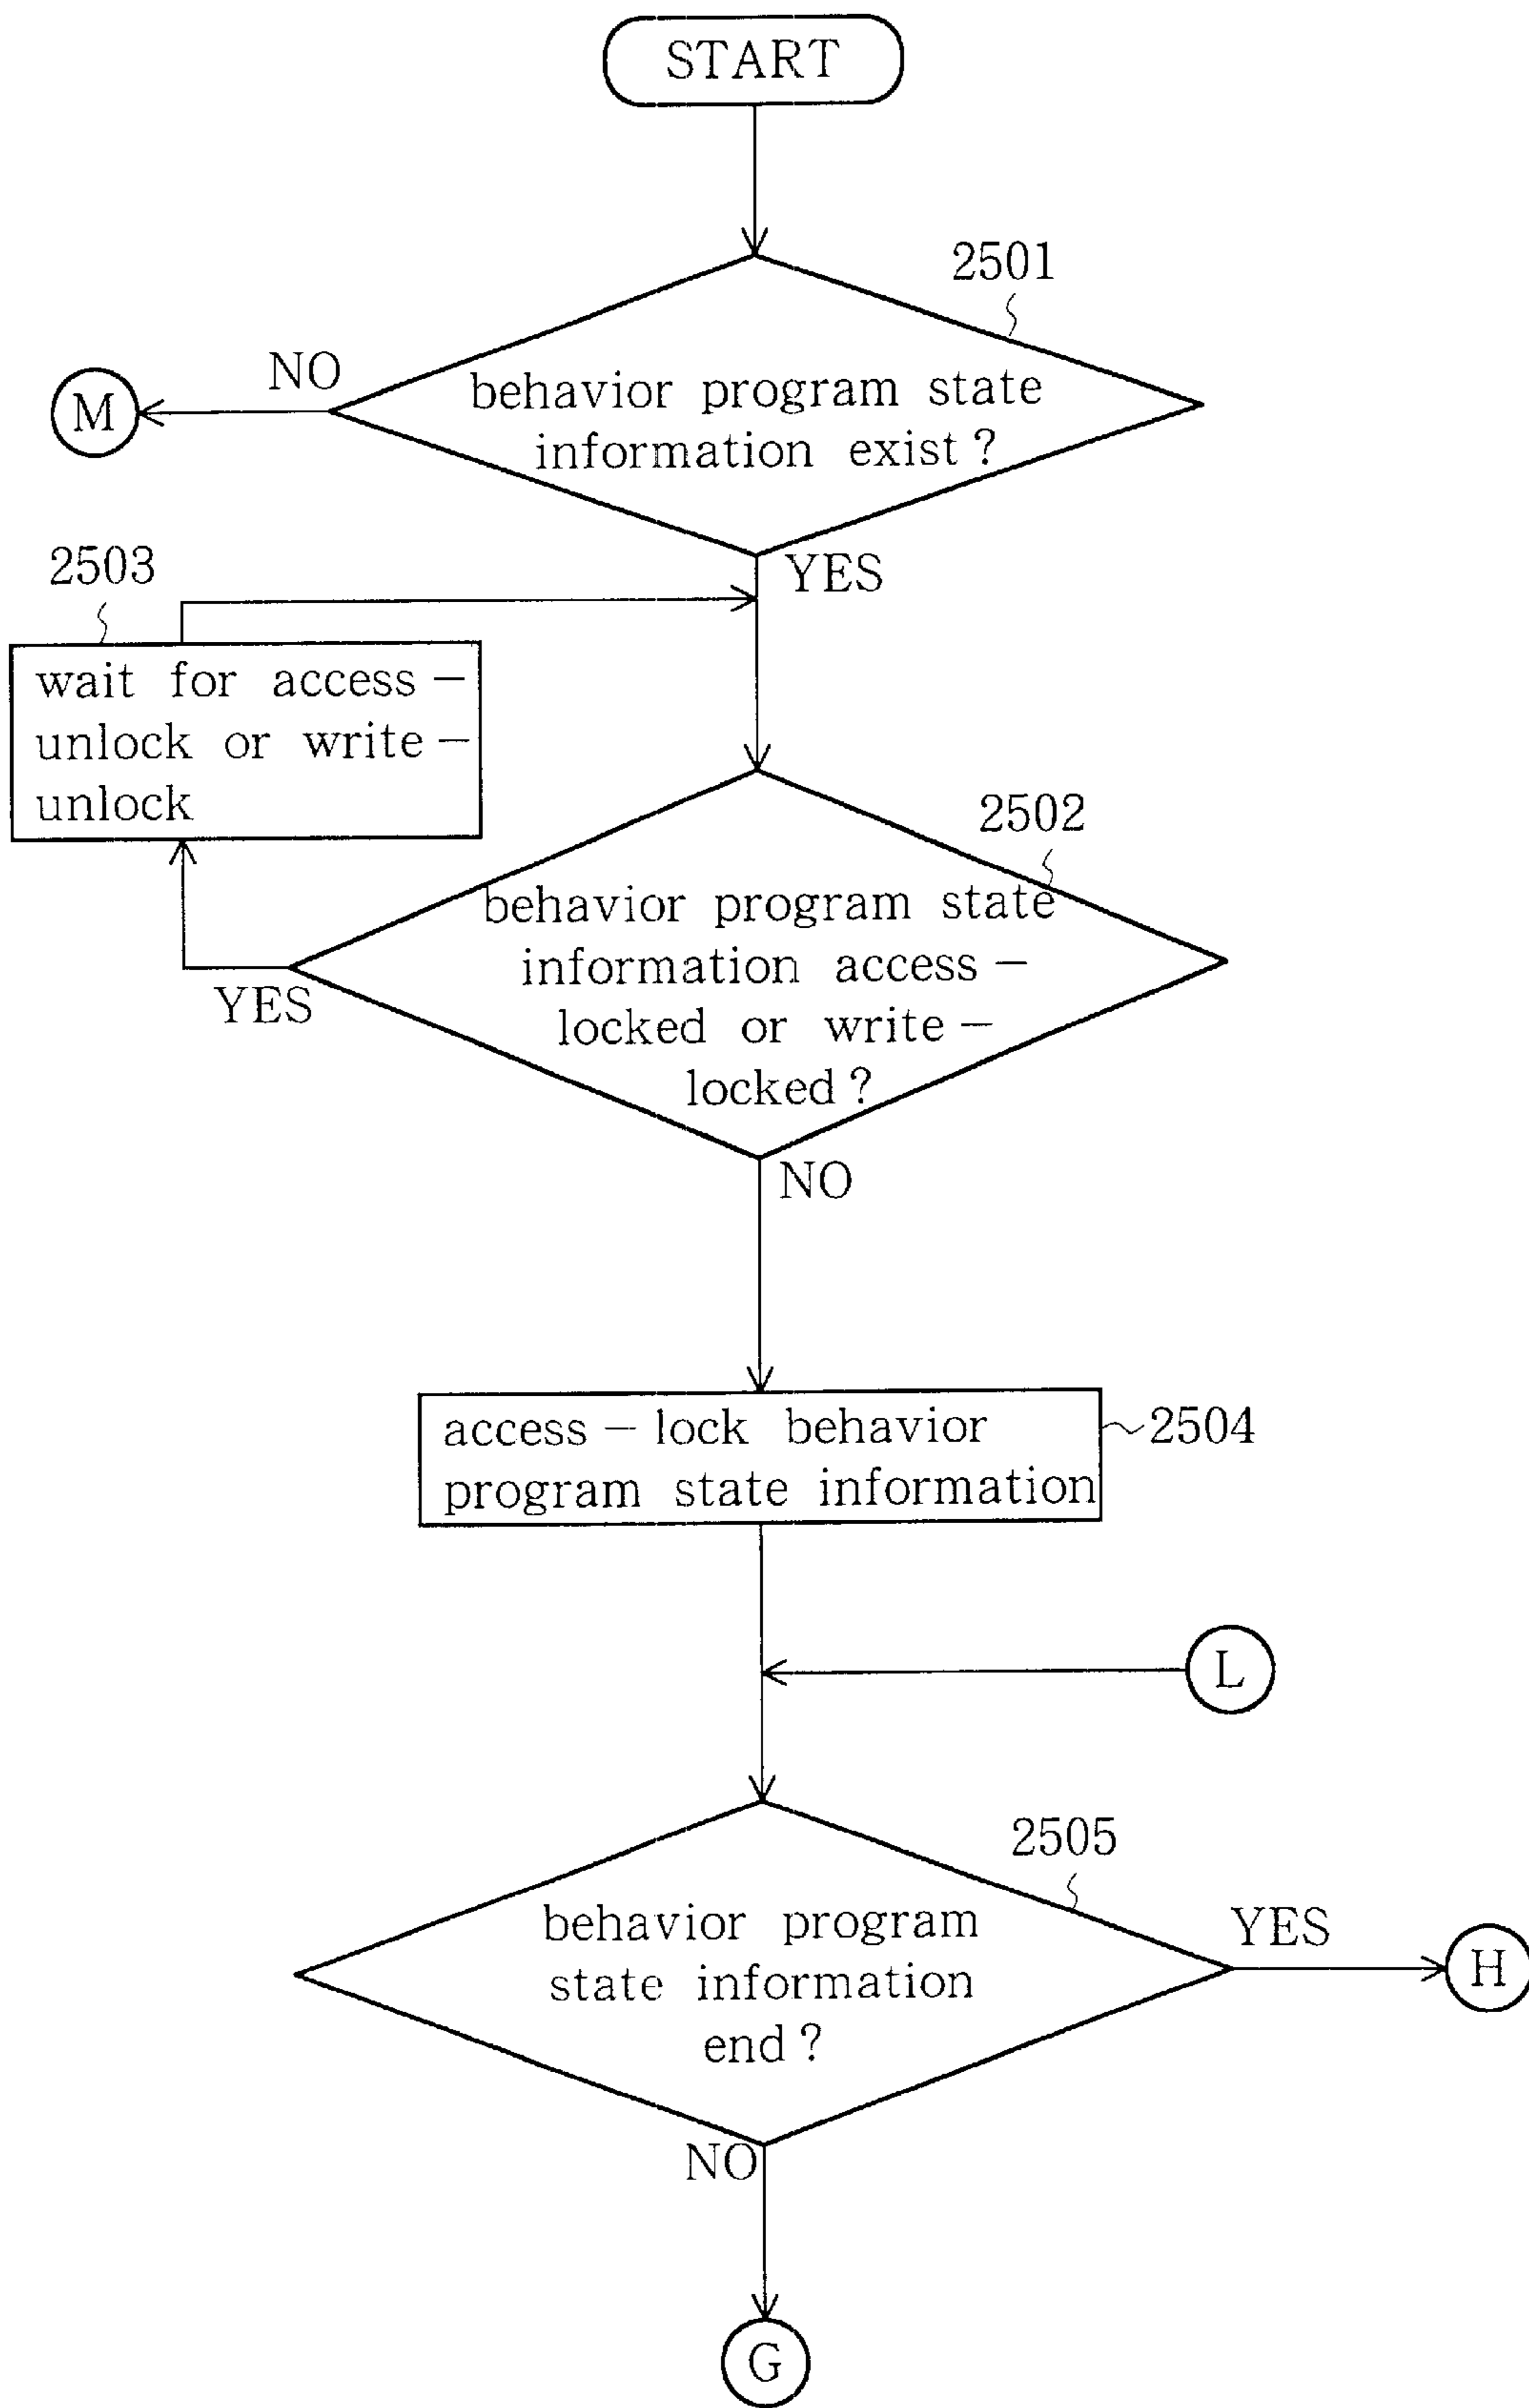 START
2501
NO
M
behavior program state
information exist?
YES
2503
wait for access-
unlock or write-
unlock
2502
behavior program state
information access-
locked or write-
locked?
YES
NO
access-lock behavior
program state information
2504
L
2505
behavior program
state information
end?
YES
H
NO
G